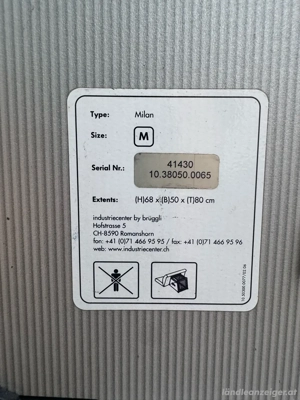 Type: Milan
Size: M
Serial Nr.: 41430
10.38050.0065
Extents: (H)68 x (B)50 x (T)80 cm
industriecenter by brüggli
Hofstrasse 5
CH-8590 Romanshorn
fon: +41 (0)71 466 95 95 / fax: +41 (0)71 466 95 96
web: www.industriecenter.ch
ländleanzeiger.at